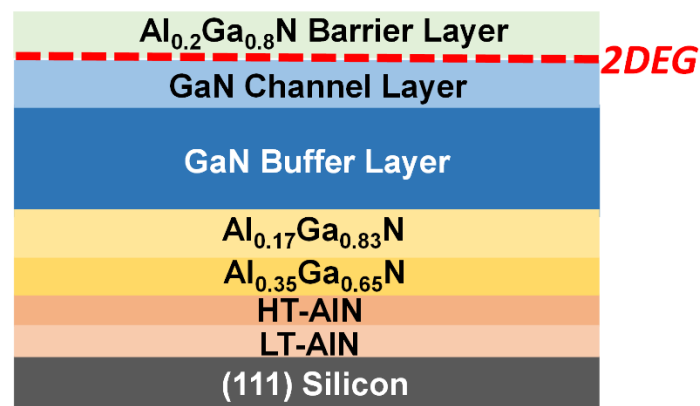 Al0.2Ga0.8N Barrier Layer
2DEG
GaN Channel Layer
GaN Buffer Layer
Al0.17Ga0.83N
Al0.35Ga0.65N
HT-AlN
LT-AlN
(111) Silicon